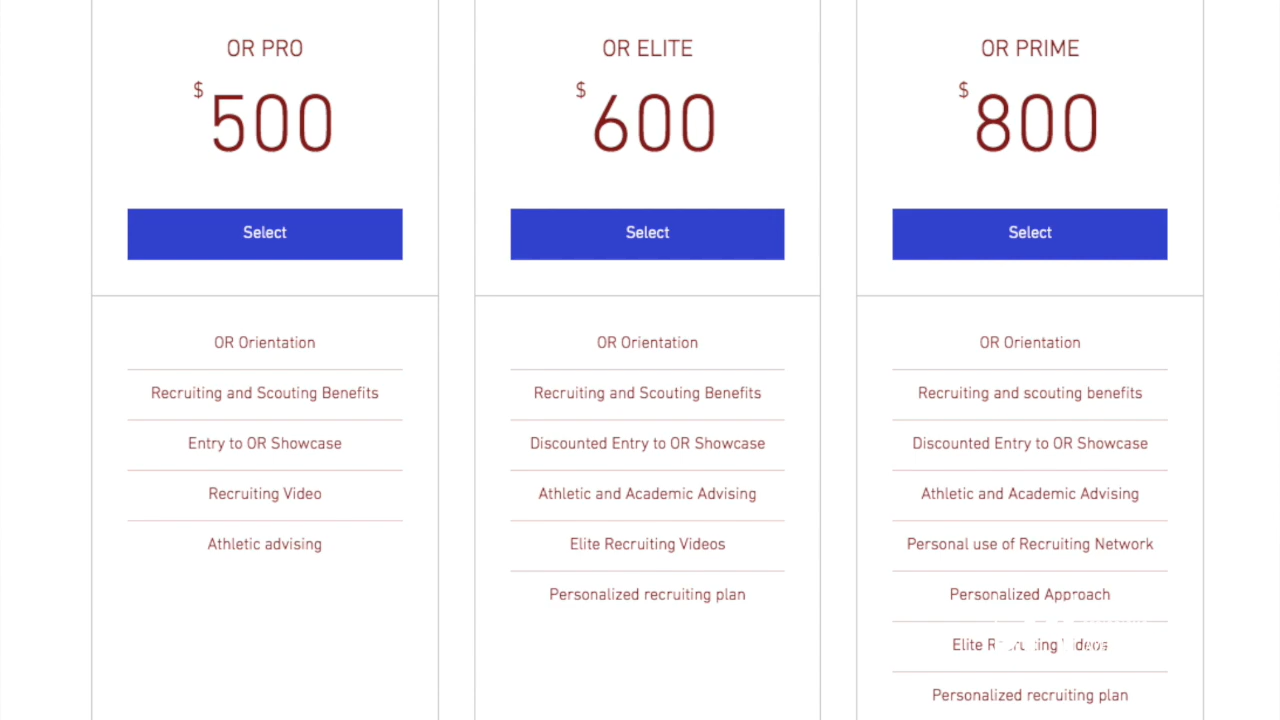 OR PRO
$
500
Select
OR Orientation
Recruiting and Scouting Benefits
Entry to OR Showcase
Recruiting Video
Athletic advising
OR ELITE
$
600
Select
OR Orientation
Recruiting and Scouting Benefits
Discounted Entry to OR Showcase
Athletic and Academic Advising
Elite Recruiting Videos
Personalized recruiting plan
OR PRIME
$
800
Select
OR Orientation
Recruiting and scouting benefits
Discounted Entry to OR Showcase
Athletic and Academic Advising
Personal use of Recruiting Network
Personalized Approach
Elite Recruiting Videos
Personalized recruiting plan